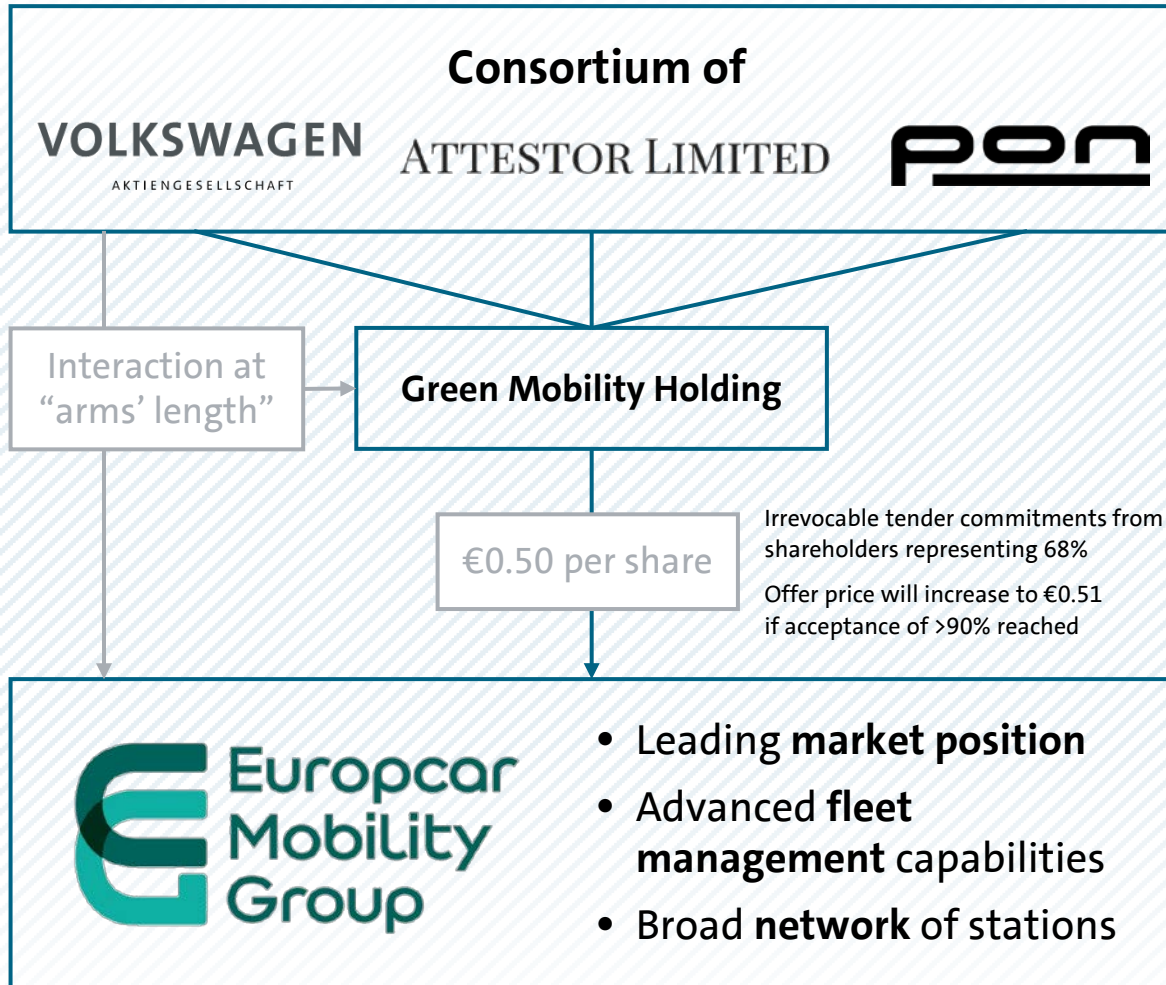 Consortium of
VOLKSWAGEN
AKTIENGESELLSCHAFT
ATTESTOR LIMITED
pon
Interaction at
“arms’ length”
Green Mobility Holding
€0.50 per share
Irrevocable tender commitments from
shareholders representing 68%
Offer price will increase to €0.51
if acceptance of >90% reached
Europcar
Mobility
Group
• Leading market position
• Advanced fleet
management capabilities
• Broad network of stations